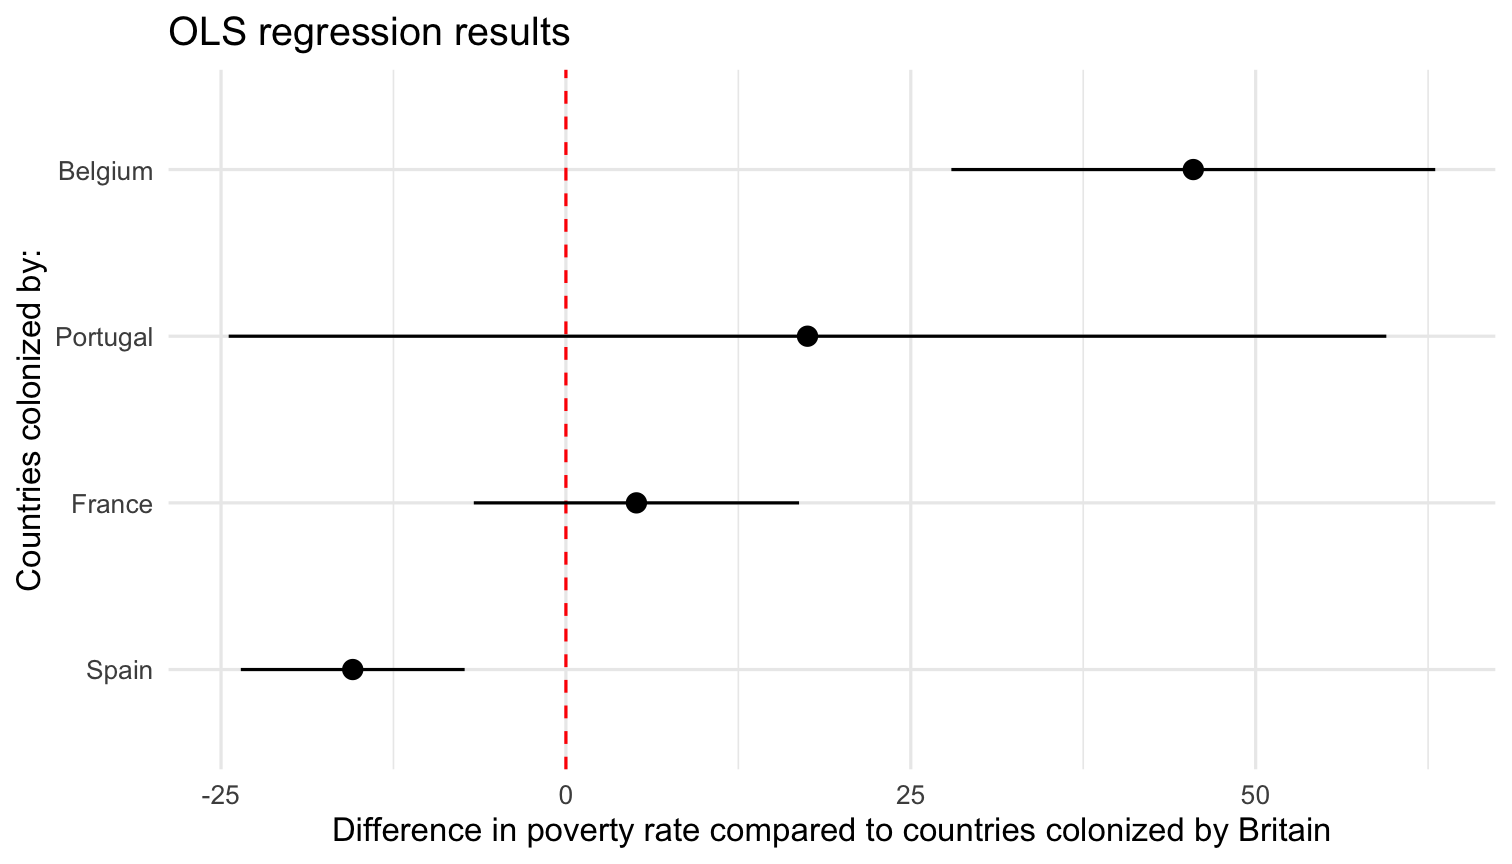 OLS regression results
Countries colonized by:
Belgium
Portugal
France
Spain
-25
0
25
50
Difference in poverty rate compared to countries colonized by Britain